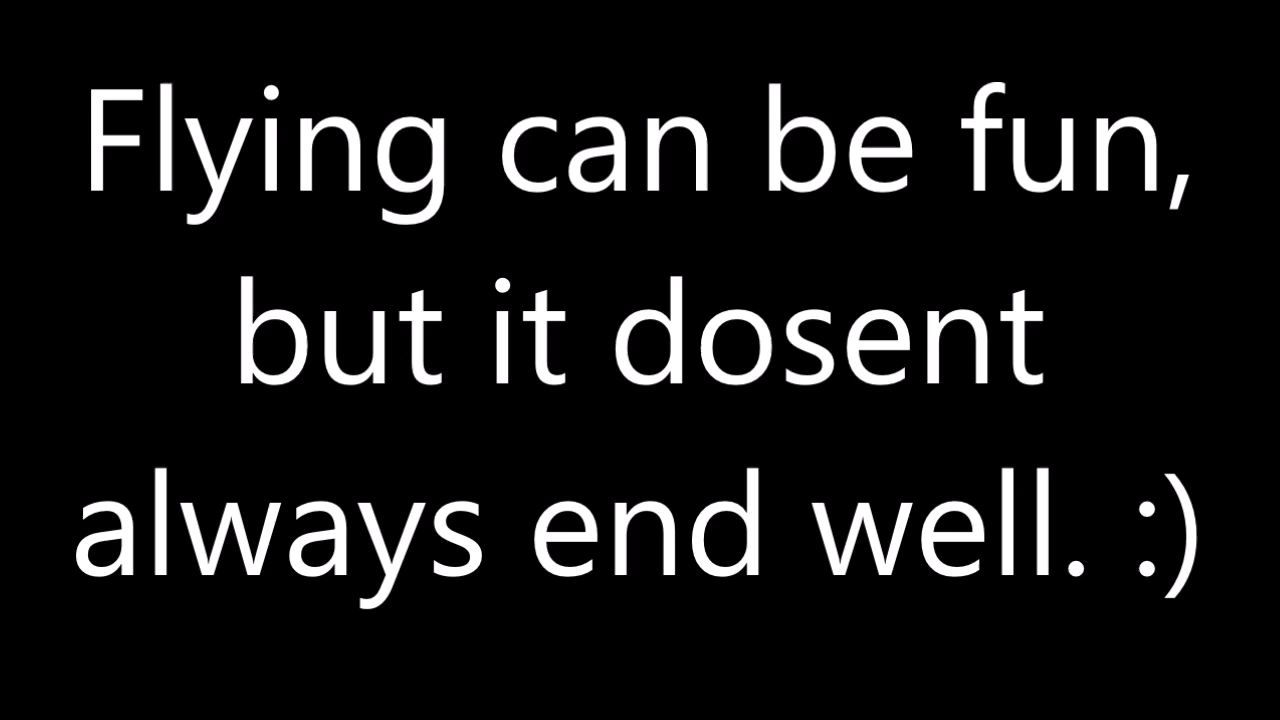 Flying can be fun,
but it dosent
always end well. :)